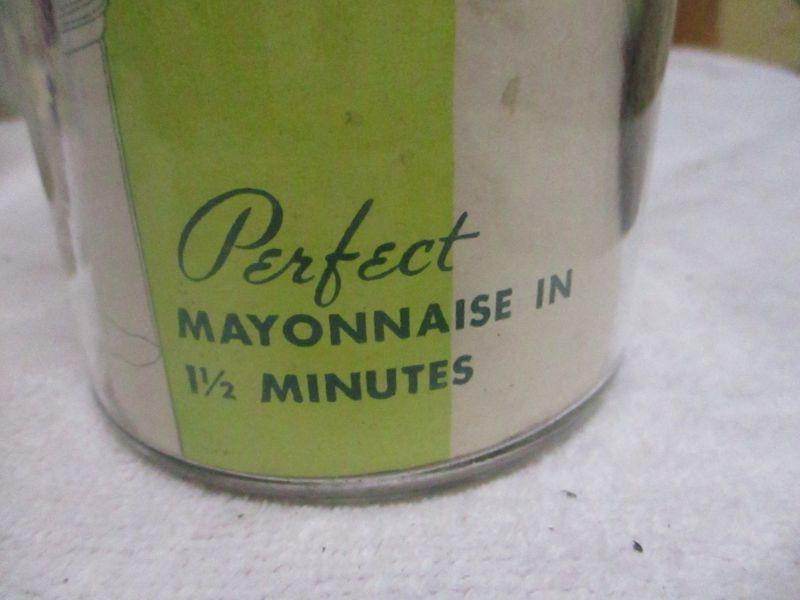 Perfect
MAYONNAISE IN
1½ MINUTES